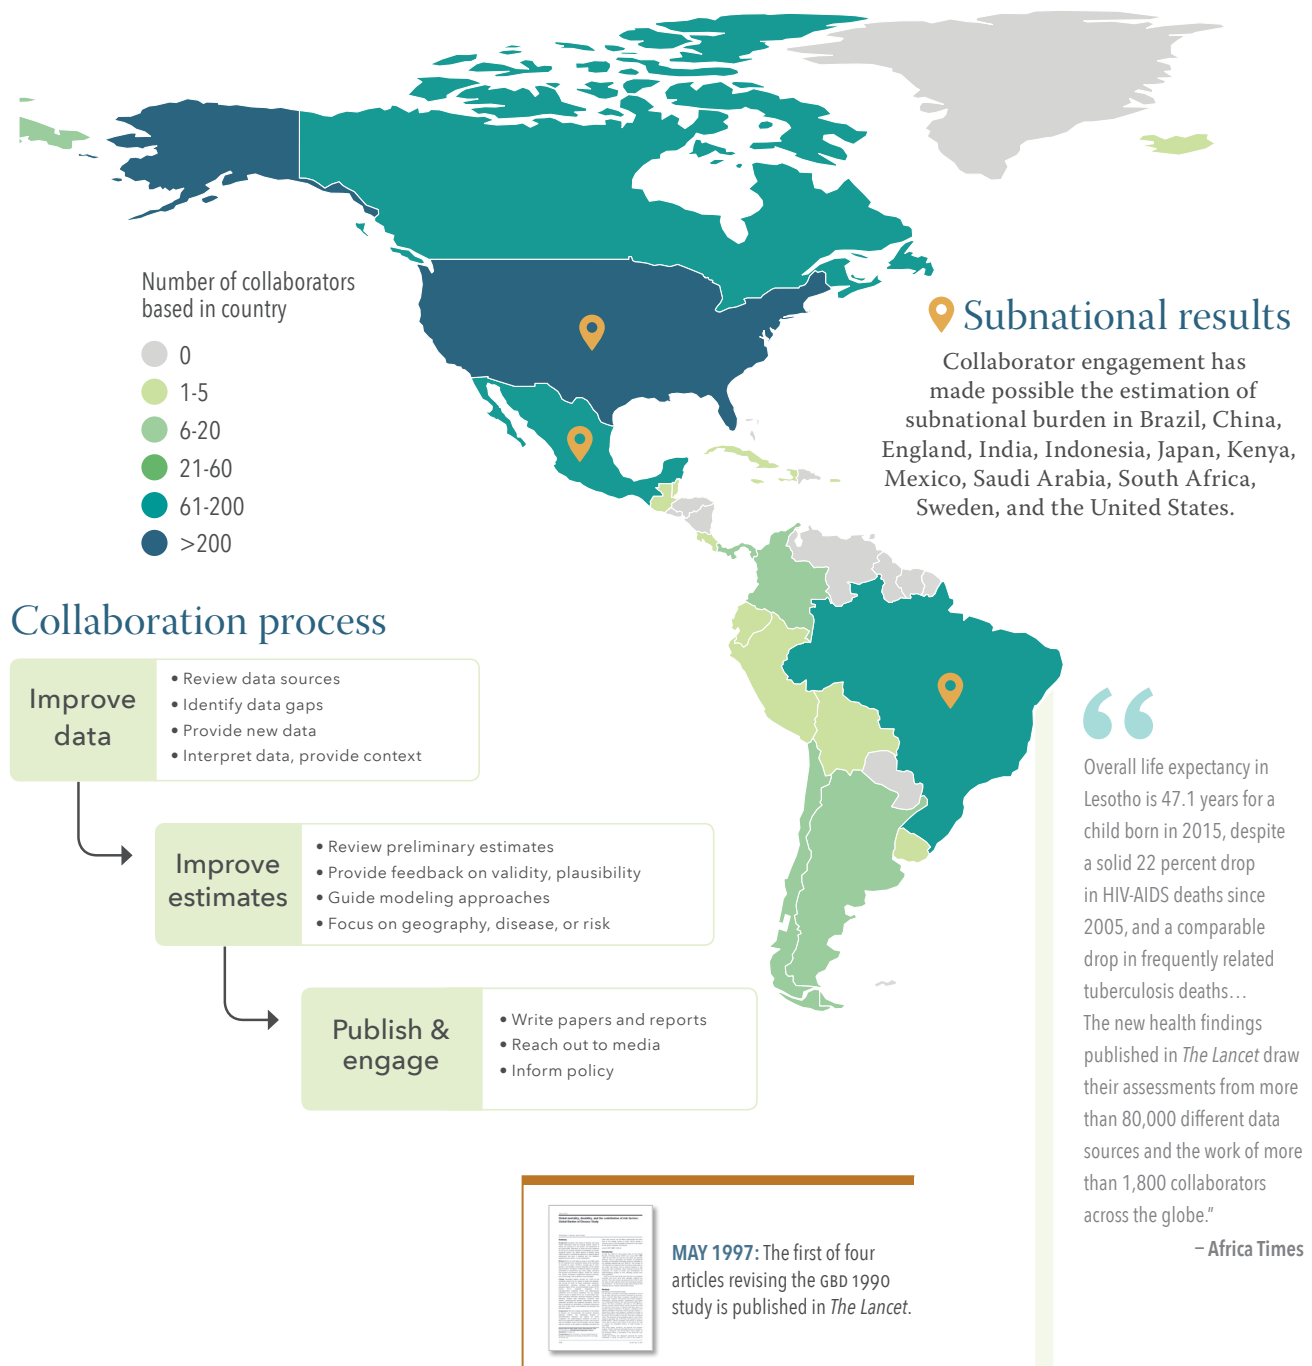 Number of collaborators
based in country
0
1-5
6-20
21-60
61-200
>200
Subnational results
Collaborator engagement has
made possible the estimation of
subnational burden in Brazil, China,
England, India, Indonesia, Japan, Kenya,
Mexico, Saudi Arabia, South Africa,
Sweden, and the United States.
Collaboration process
Improve
data
• Review data sources
• Identify data gaps
• Provide new data
• Interpret data, provide context
Improve
estimates
• Review preliminary estimates
• Provide feedback on validity, plausibility
• Guide modeling approaches
• Focus on geography, disease, or risk
Publish &
engage
• Write papers and reports
• Reach out to media
• Inform policy
“
Overall life expectancy in
Lesotho is 47.1 years for a
child born in 2015, despite
a solid 22 percent drop
in HIV-AIDS deaths since
2005, and a comparable
drop in frequently related
tuberculosis deaths…
The new health findings
published in The Lancet draw
their assessments from more
than 80,000 different data
sources and the work of more
than 1,800 collaborators
across the globe.”
– Africa Times
MAY 1997: The first of four
articles revising the GBD 1990
study is published in The Lancet.